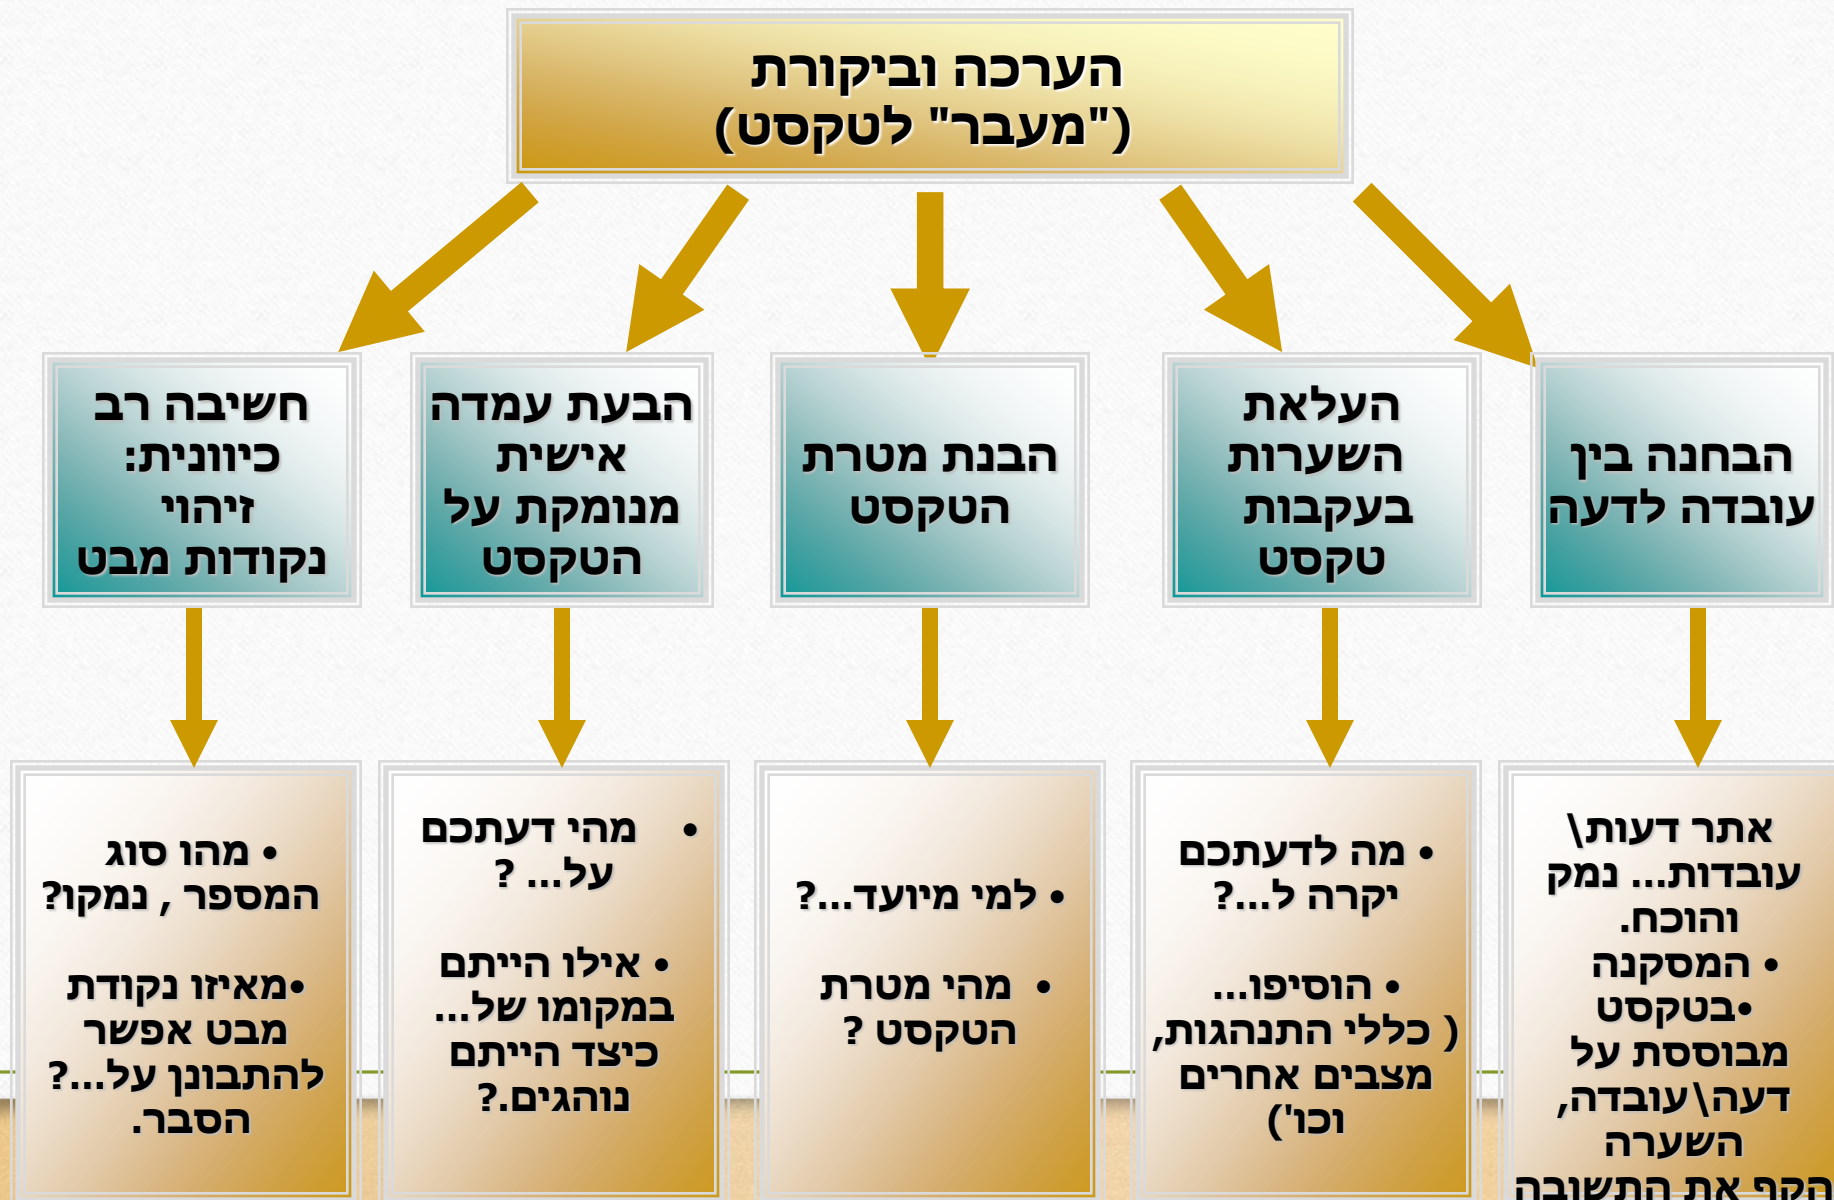 הערכה וביקורת
("מעבר" לטקסט)
הבחנה בין
עובדה לדעה
העלאת
השערות
בעקבות
טקסט
הבנת מטרת
הטקסט
הבעת עמדה
אישית
מנומקת על
הטקסט
חשיבה רב
כיוונית:
זיהוי
נקודות מבט
אתר דעות\
עובדות... נמק
והוכח.
• המסקנה
•בטקסט
מבוססת על
דעה\עובדה,
השערה
הקף את התשובה
• מה לדעתכם
יקרה ל...?
• הוסיפו...
( כללי התנהגות,
מצבים אחרים
וכו')
• למי מיועד...?
• מהי מטרת
הטקסט ?
• מהי דעתכם
על... ?
• אילו הייתם
במקומו של...
כיצד הייתם
נוהגים.?
• מהו סוג
המספר , נמקו?
•מאיזו נקודת
מבט אפשר
להתבונן על...?
הסבר.